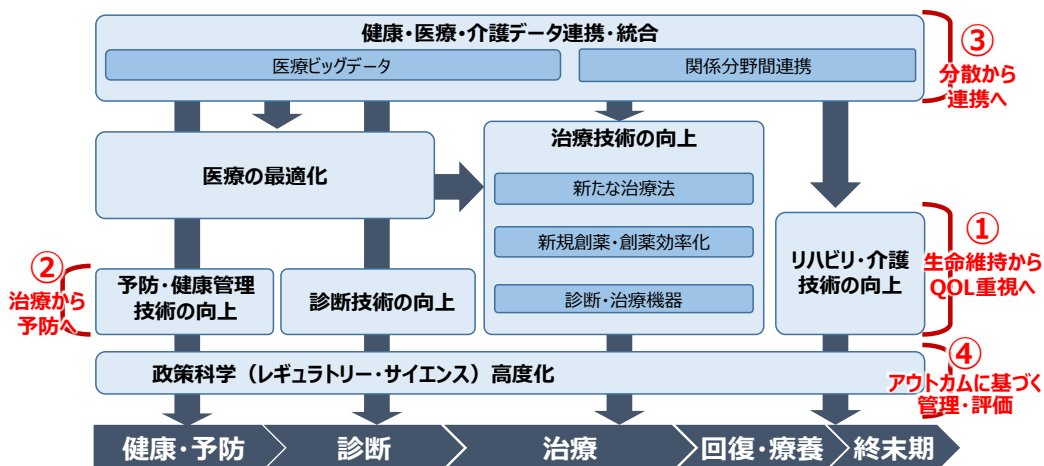 健康・医療・介護データ連携・統合
医療ビッグデータ
関係分野間連携
③
分散から
連携へ
医療の最適化
治療技術の向上
新たな治療法
新規創薬・創薬効率化
診断・治療機器
リハビリ・介護
技術の向上
①
生命維持から
QOL重視へ
②
治療から
予防へ
予防・健康管理
技術の向上
診断技術の向上
政策科学（レギュラトリー・サイエンス）高度化
④
アウトカムに基づく
管理・評価
健康・予防
診断
治療
回復・療養
終末期